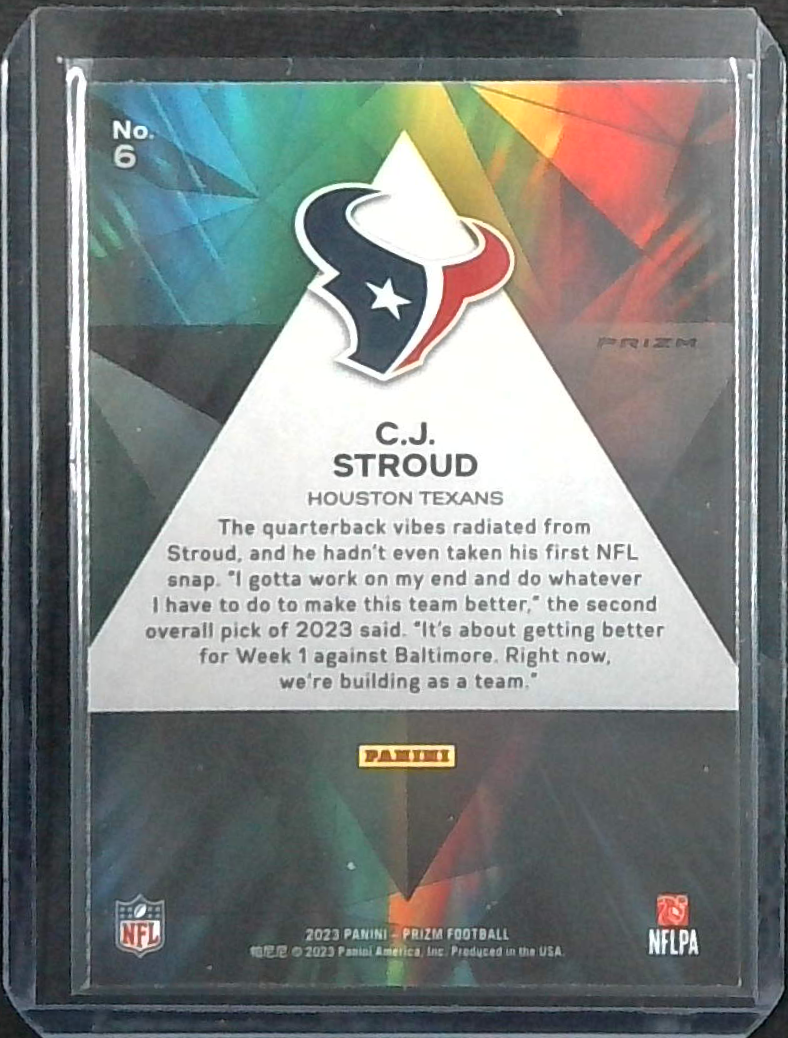 No.
6
PRIZM
C.J.
STROUD
HOUSTON TEXANS
The quarterback vibes radiated from
Stroud, and he hadn't even taken his first NFL
snap. "I gotta work on my end and do whatever
I have to do to make this team better," the second
overall pick of 2023 said. "It's about getting better
for Week 1 against Baltimore. Right now,
we're building as a team."
PANINI
NFL
NFLPA
2023 PANINI – PRIZM FOOTBALL
帕尼尼 © 2023 Panini America, Inc. Produced in the USA.